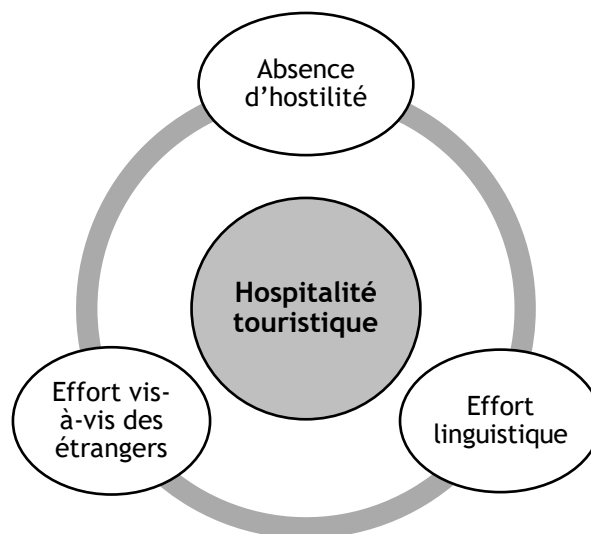 Absence
d’hostilité
Hospitalité
touristique
Effort vis-
à-vis des
étrangers
Effort
linguistique